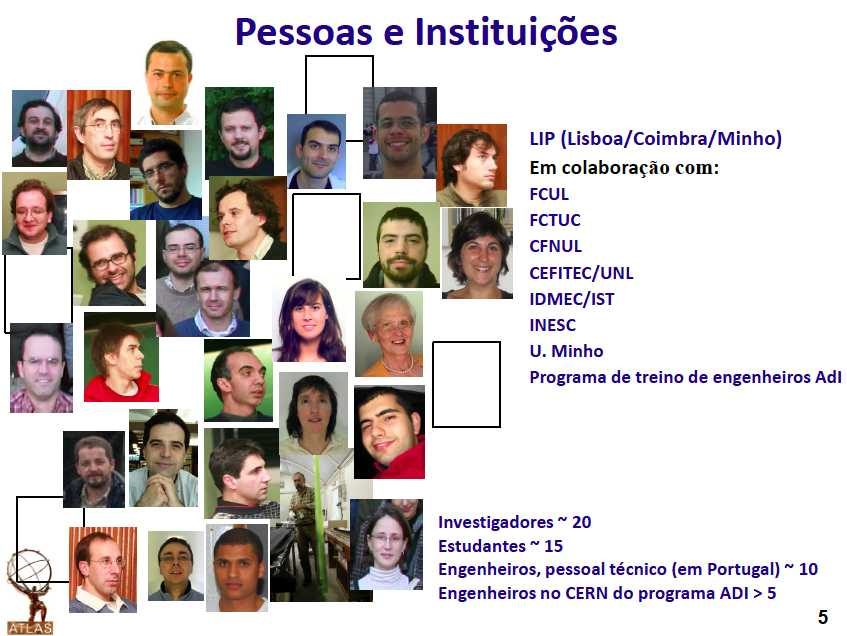 Pessoas e Instituições
LIP (Lisboa/Coimbra/Minho)
Em colaboração com:
FCUL
FCTUC
CFNUL
CEFITEC/UNL
IDMEC/IST
INESC
U. Minho
Programa de treino de engenheiros AdI
Investigadores ~ 20
Estudantes ~ 15
Engenheiros, pessoal técnico (em Portugal) ~ 10
Engenheiros no CERN do programa ADI > 5
ATLAS
5